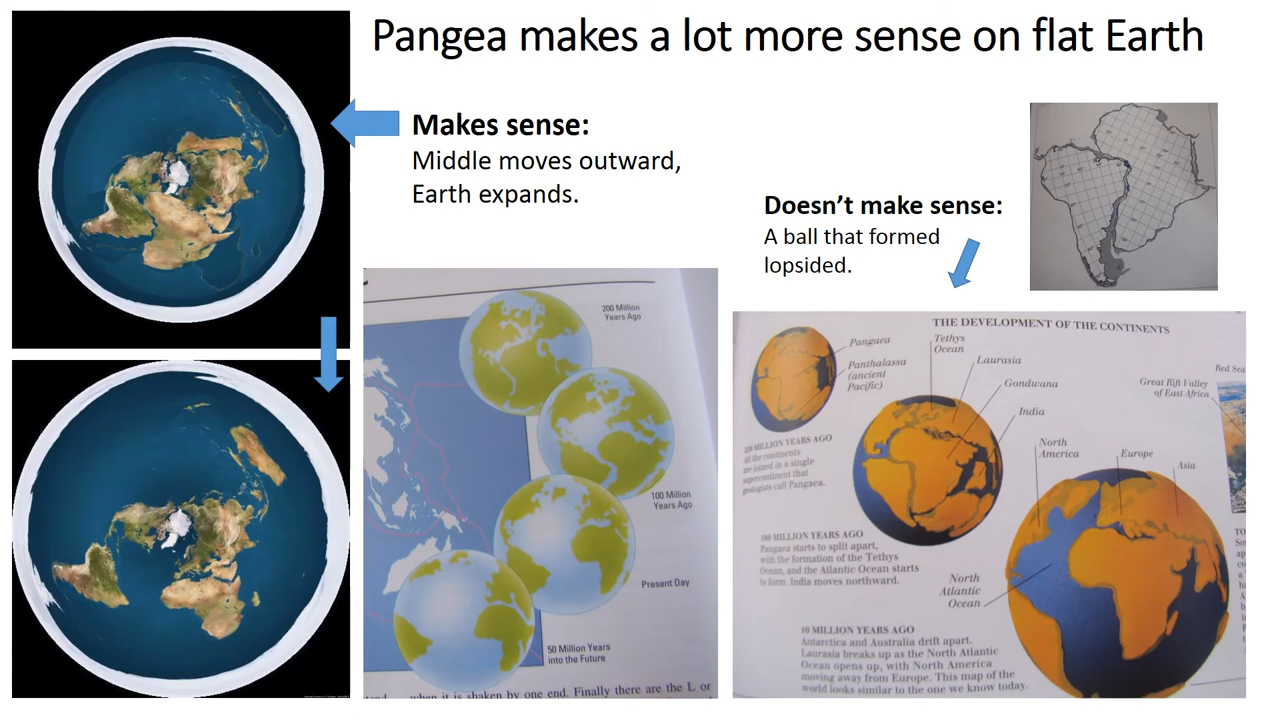 Pangea makes a lot more sense on flat Earth
Makes sense:
Middle moves outward,
Earth expands.
Doesn't make sense:
A ball that formed
lopsided.
200 Million
Years Ago
100 Million
Years Ago
Present Day
50 Million Years
into the Future
when it is shaken by one end. Finally there are the L or
THE DEVELOPMENT OF THE CONTINENTS
Pangaea
Panthalassa
(ancient
Pacific)
Tethys
Ocean
Laurasia
Gondwana
India
Great Rift Valley
of East Africa
Red Sea
North
America
Europe
Asia
MILLION YEARS AGO
all the continents
are joined in a single
supercontinent that
geologists call Pangaea.
180 MILLION YEARS AGO
Pangaea starts to split apart,
with the formation of the Tethys
Ocean, and the Atlantic Ocean starts
to form. India moves northward.
North
Atlantic
Ocean
10 MILLION YEARS AGO
Antarctica and Australia drift apart.
Laurasia breaks up as the North Atlantic
Ocean opens up, with North America
moving away from Europe. This map of the
world looks similar to the one we know today.